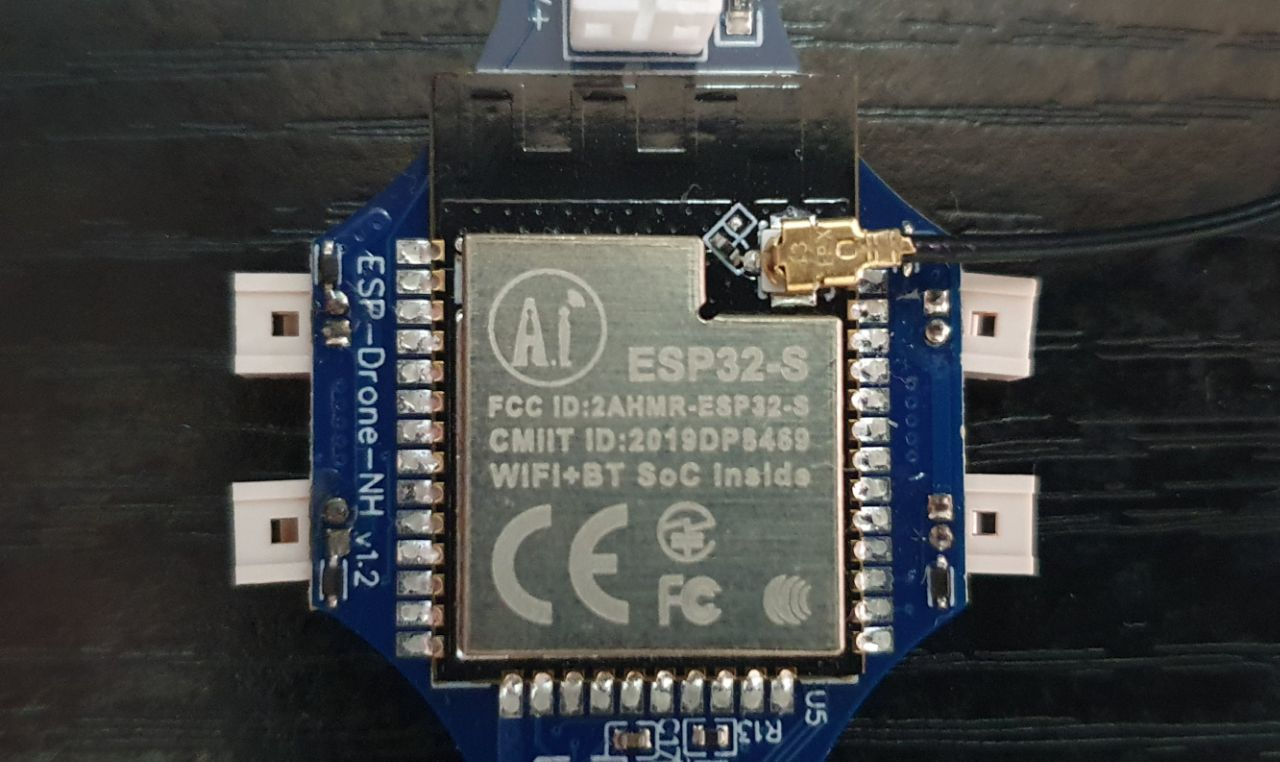 ESP-Drone-NH v1.2
A.i
ESP32-S
FCC ID:2AHMR-ESP32-S
CMIIT ID:2019DP8469
WiFi+BT SoC Inside
CE
FC
U5
R13